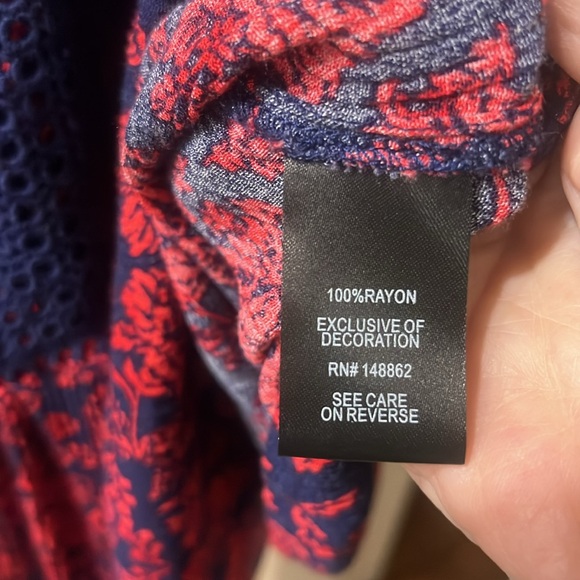 100%RAYON
EXCLUSIVE OF
DECORATION
RN# 148862
SEE CARE
ON REVERSE